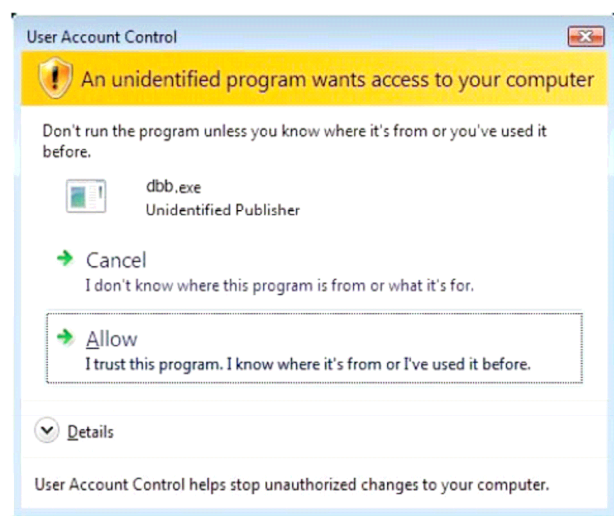 User Account Control
An unidentified program wants access to your computer
Don't run the program unless you know where it's from or you've used it
before.
dbb.exe
Unidentified Publisher
Cancel
I don't know where this program is from or what it's for.
Allow
I trust this program. I know where it's from or I've used it before.
Details
User Account Control helps stop unauthorized changes to your computer.